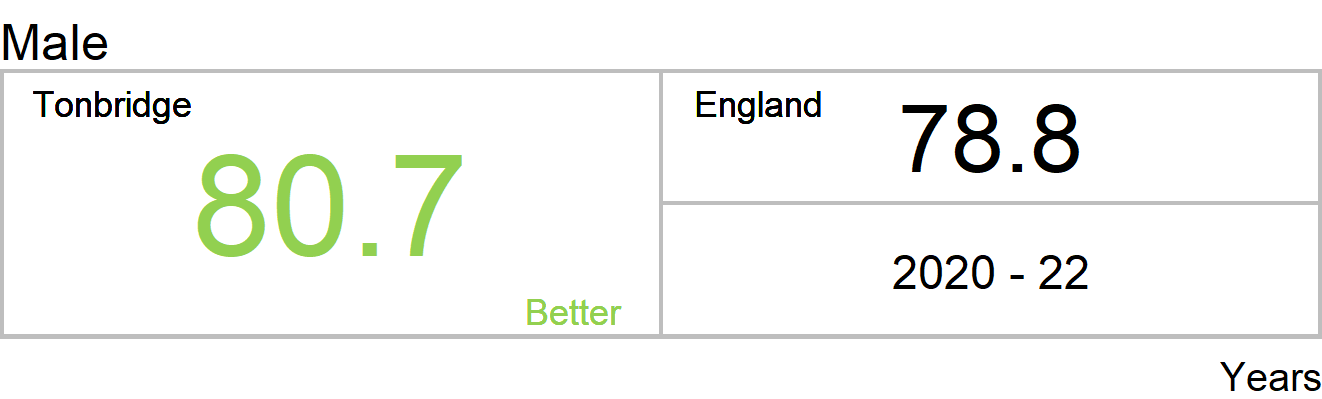 Male
Tonbridge
80.7
Better
England
78.8
2020 - 22
Years